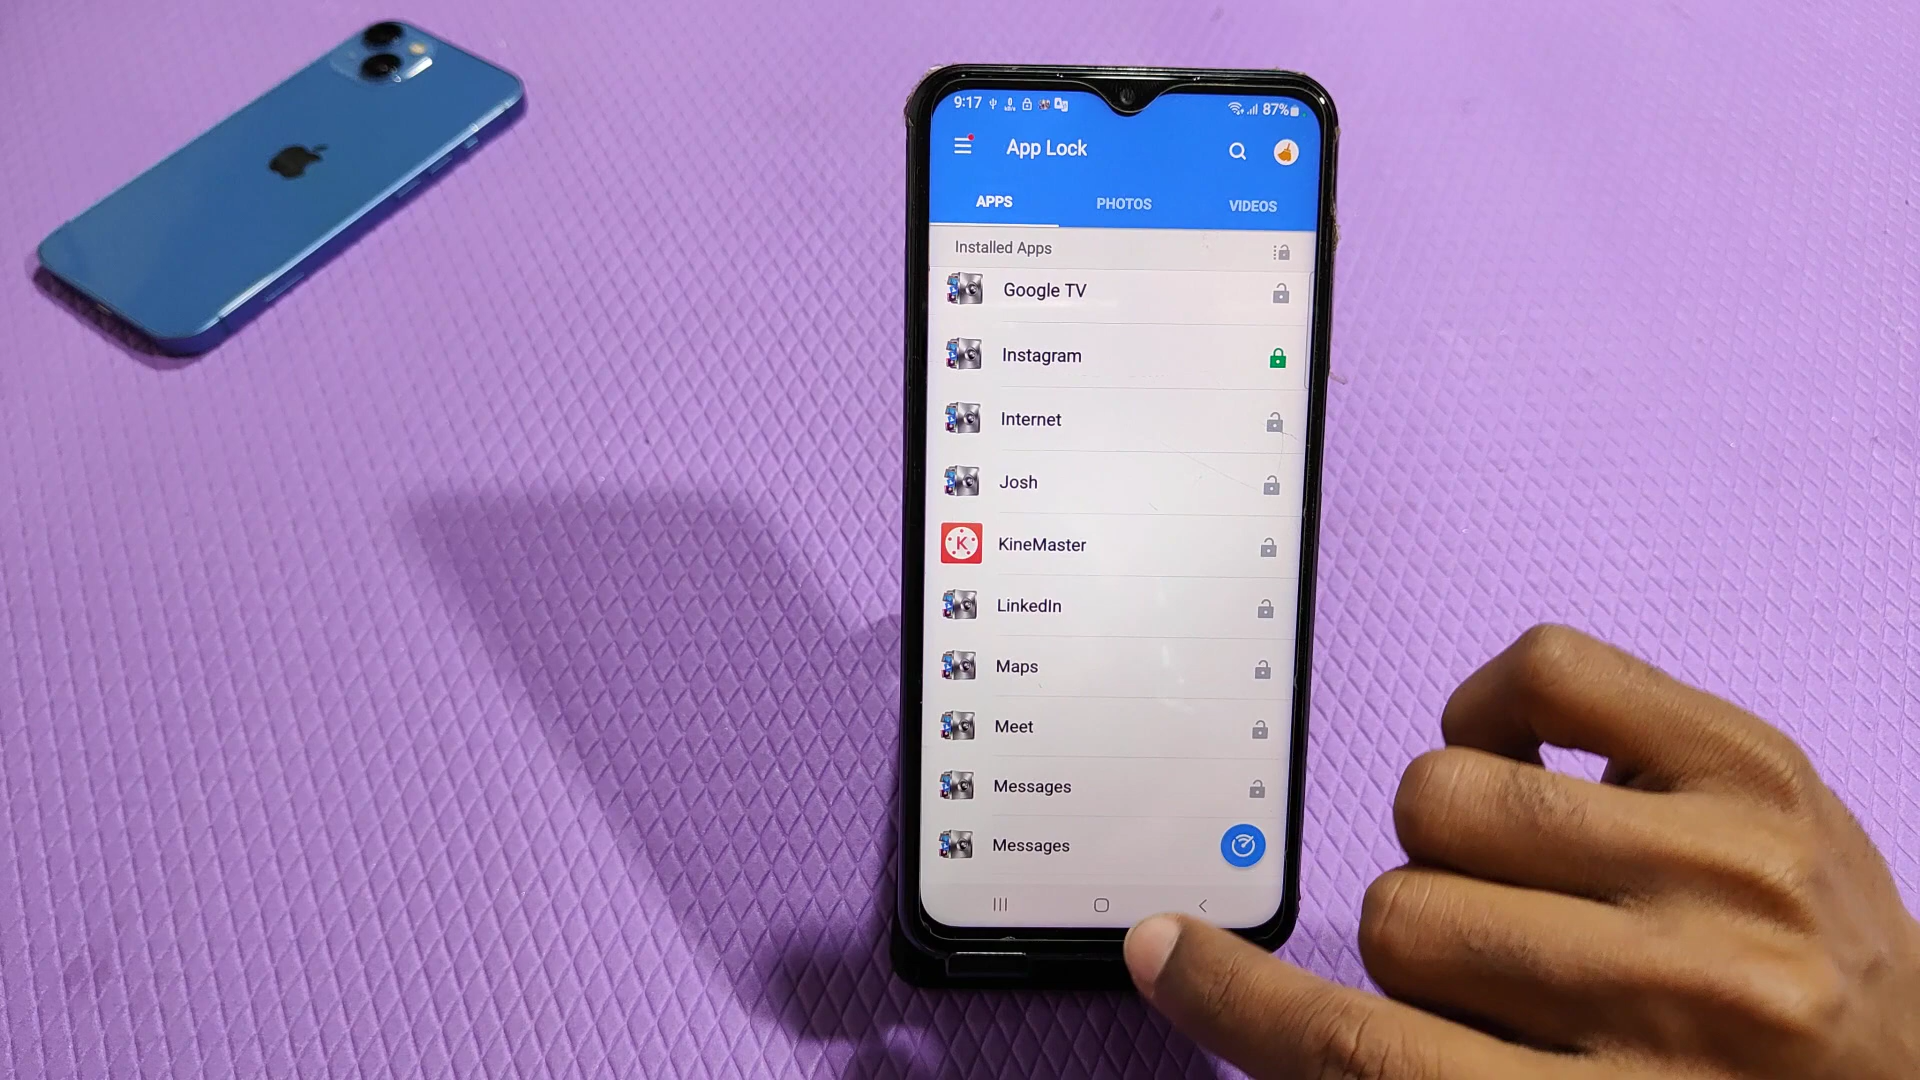 9:17 87%
App Lock
APPS PHOTOS VIDEOS
Installed Apps
Google TV
Instagram
Internet
Josh
K KineMaster
LinkedIn
Maps
Meet
Messages
Messages